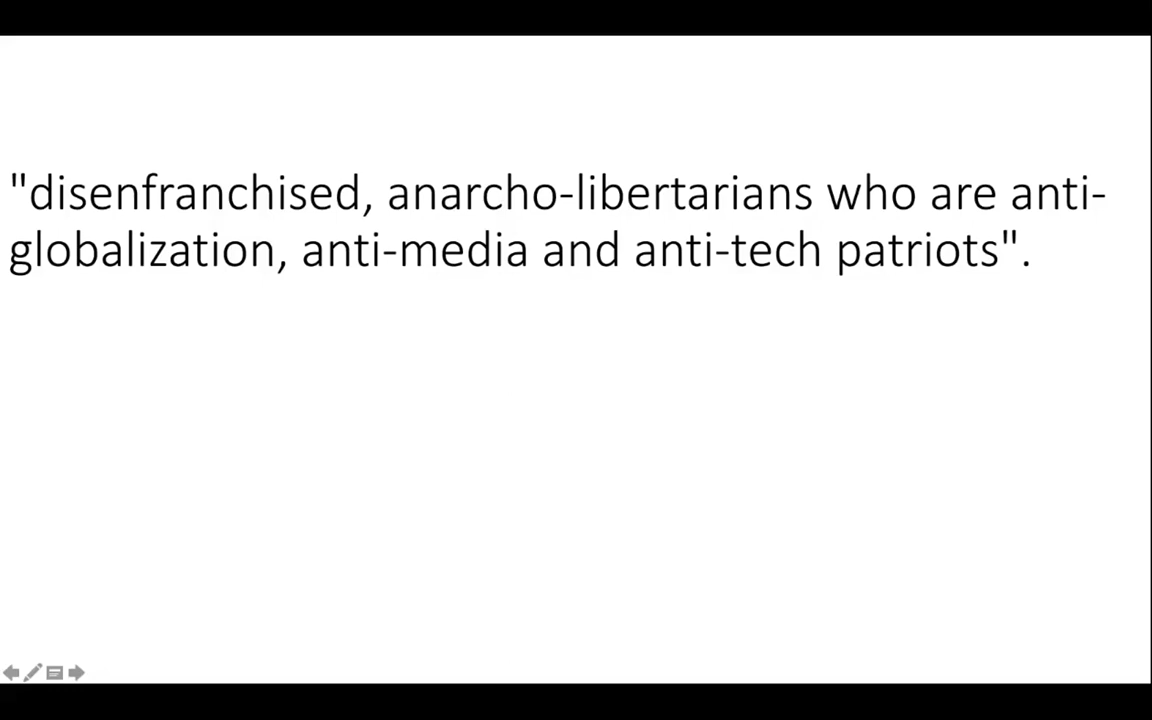 "disenfranchised, anarcho-libertarians who are anti-
globalization, anti-media and anti-tech patriots".